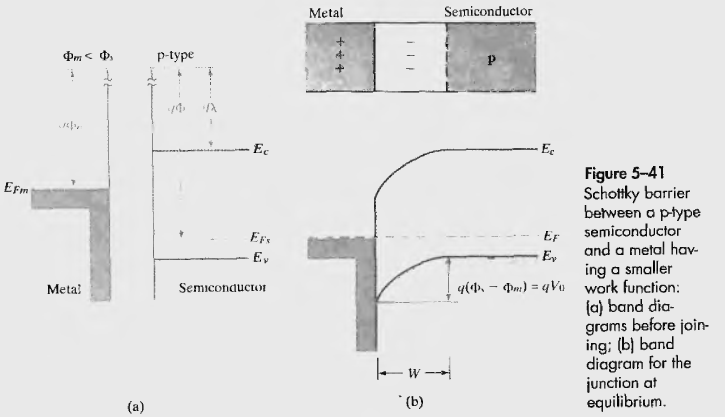 Φm < Φs
p-type
qΦ
qχ
Ec
EFm
EFs
Ev
Metal
Semiconductor
(a)
Metal
Semiconductor
+
+
+
−
−
−
p
Ec
EF
Ev
q(Φs − Φm) = qV0
W
(b)
Figure 5–41
Schottky barrier
between a p-type
semiconductor
and a metal hav-
ing a smaller
work function:
(a) band dia-
grams before join-
ing; (b) band
diagram for the
junction at
equilibrium.